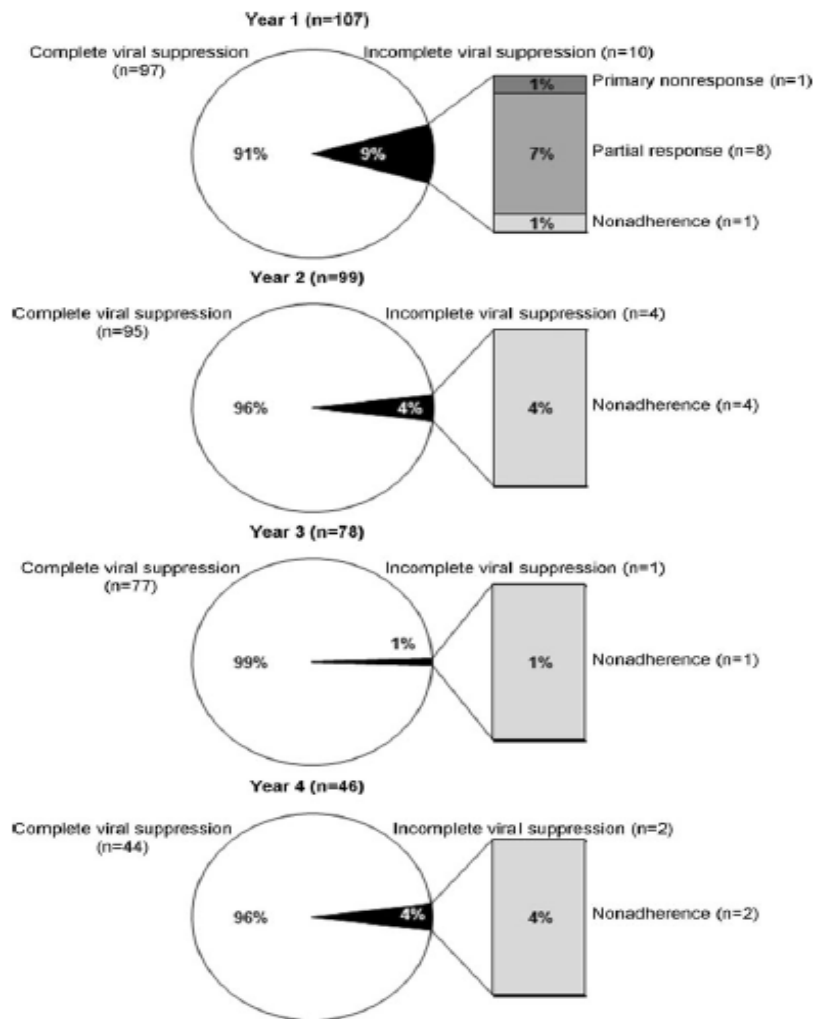 Year 1 (n=107)
Complete viral suppression
(n=97)
Incomplete viral suppression (n=10)
91%
9%
1%
Primary nonresponse (n=1)
7%
Partial response (n=8)
1%
Nonadherence (n=1)
Year 2 (n=99)
Complete viral suppression
(n=95)
Incomplete viral suppression (n=4)
96%
4%
4%
Nonadherence (n=4)
Year 3 (n=78)
Complete viral suppression
(n=77)
Incomplete viral suppression (n=1)
99%
1%
1%
Nonadherence (n=1)
Year 4 (n=46)
Complete viral suppression
(n=44)
Incomplete viral suppression (n=2)
96%
4%
4%
Nonadherence (n=2)